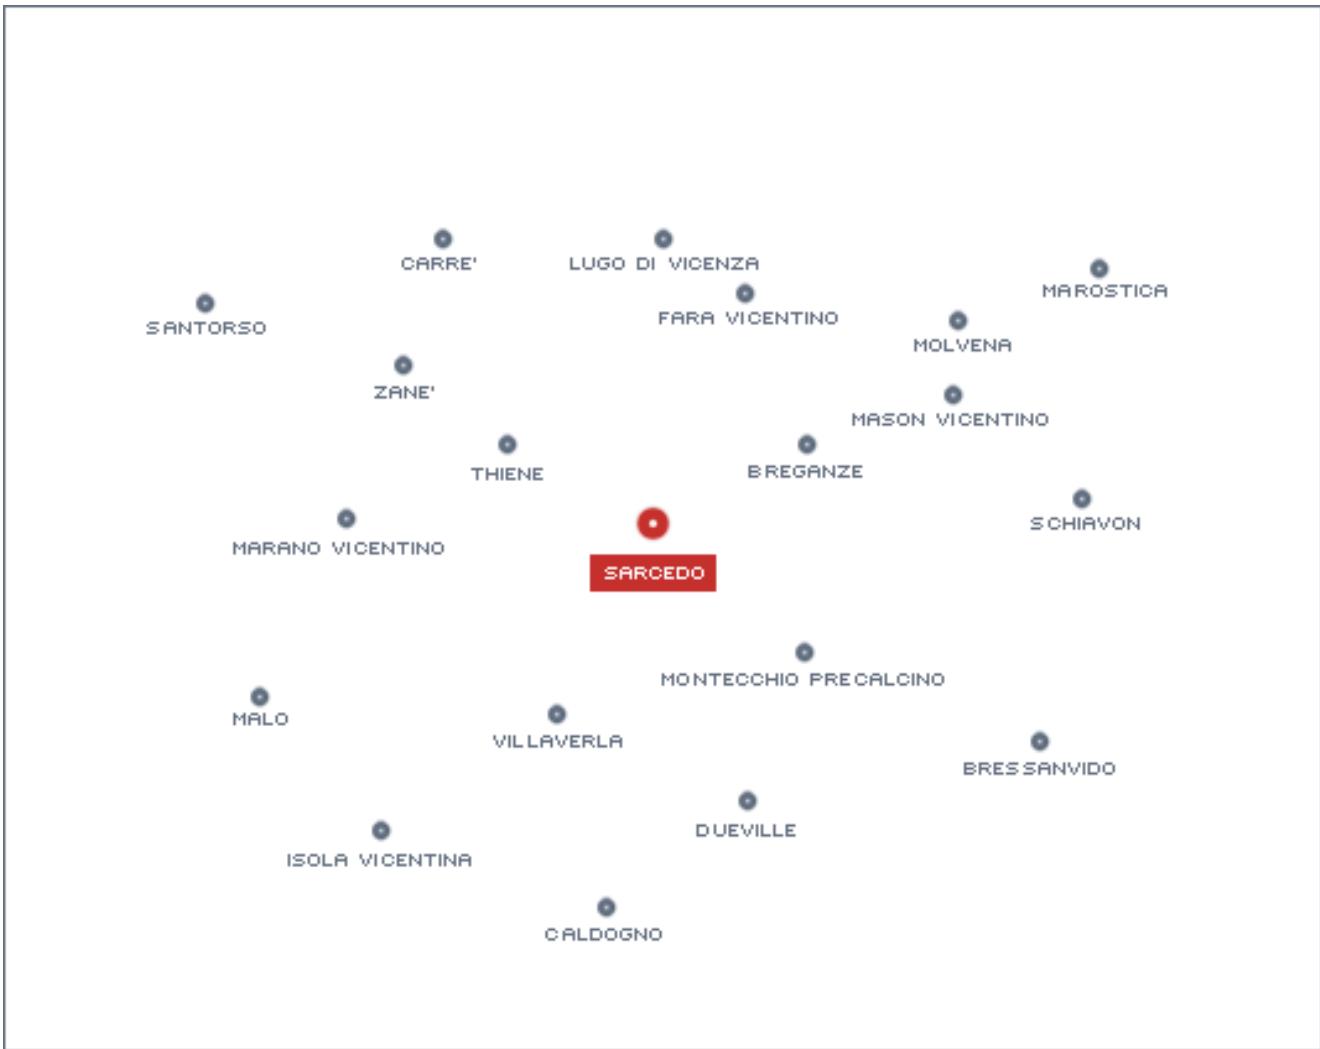 CARRE'
LUGO DI VICENZA
MAROSTICA
FARA VICENTINO
SANTORSO
MOLVENA
ZANE'
MASON VICENTINO
THIENE
BREGANZE
SCHIAVON
MARANO VICENTINO
SARCEDO
MONTECCHIO PRECALCINO
MALO
VILLAVERLA
BRESSANVIDO
DUEVILLE
ISOLA VICENTINA
CALDOGNO